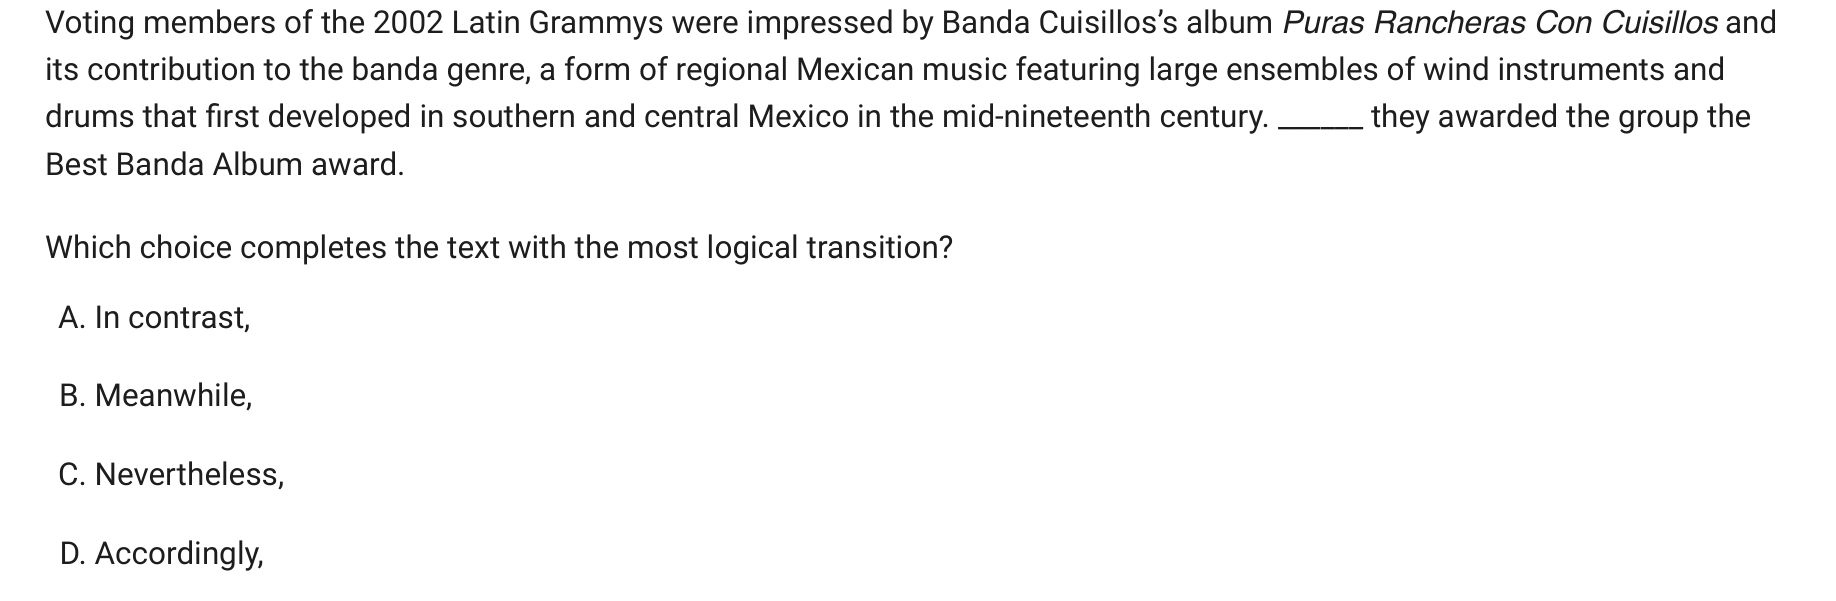 Voting members of the 2002 Latin Grammys were impressed by Banda Cuisillos’s album Puras Rancheras Con Cuisillos and
its contribution to the banda genre, a form of regional Mexican music featuring large ensembles of wind instruments and
drums that first developed in southern and central Mexico in the mid-nineteenth century. ______ they awarded the group the
Best Banda Album award.
Which choice completes the text with the most logical transition?
A. In contrast,
B. Meanwhile,
C. Nevertheless,
D. Accordingly,